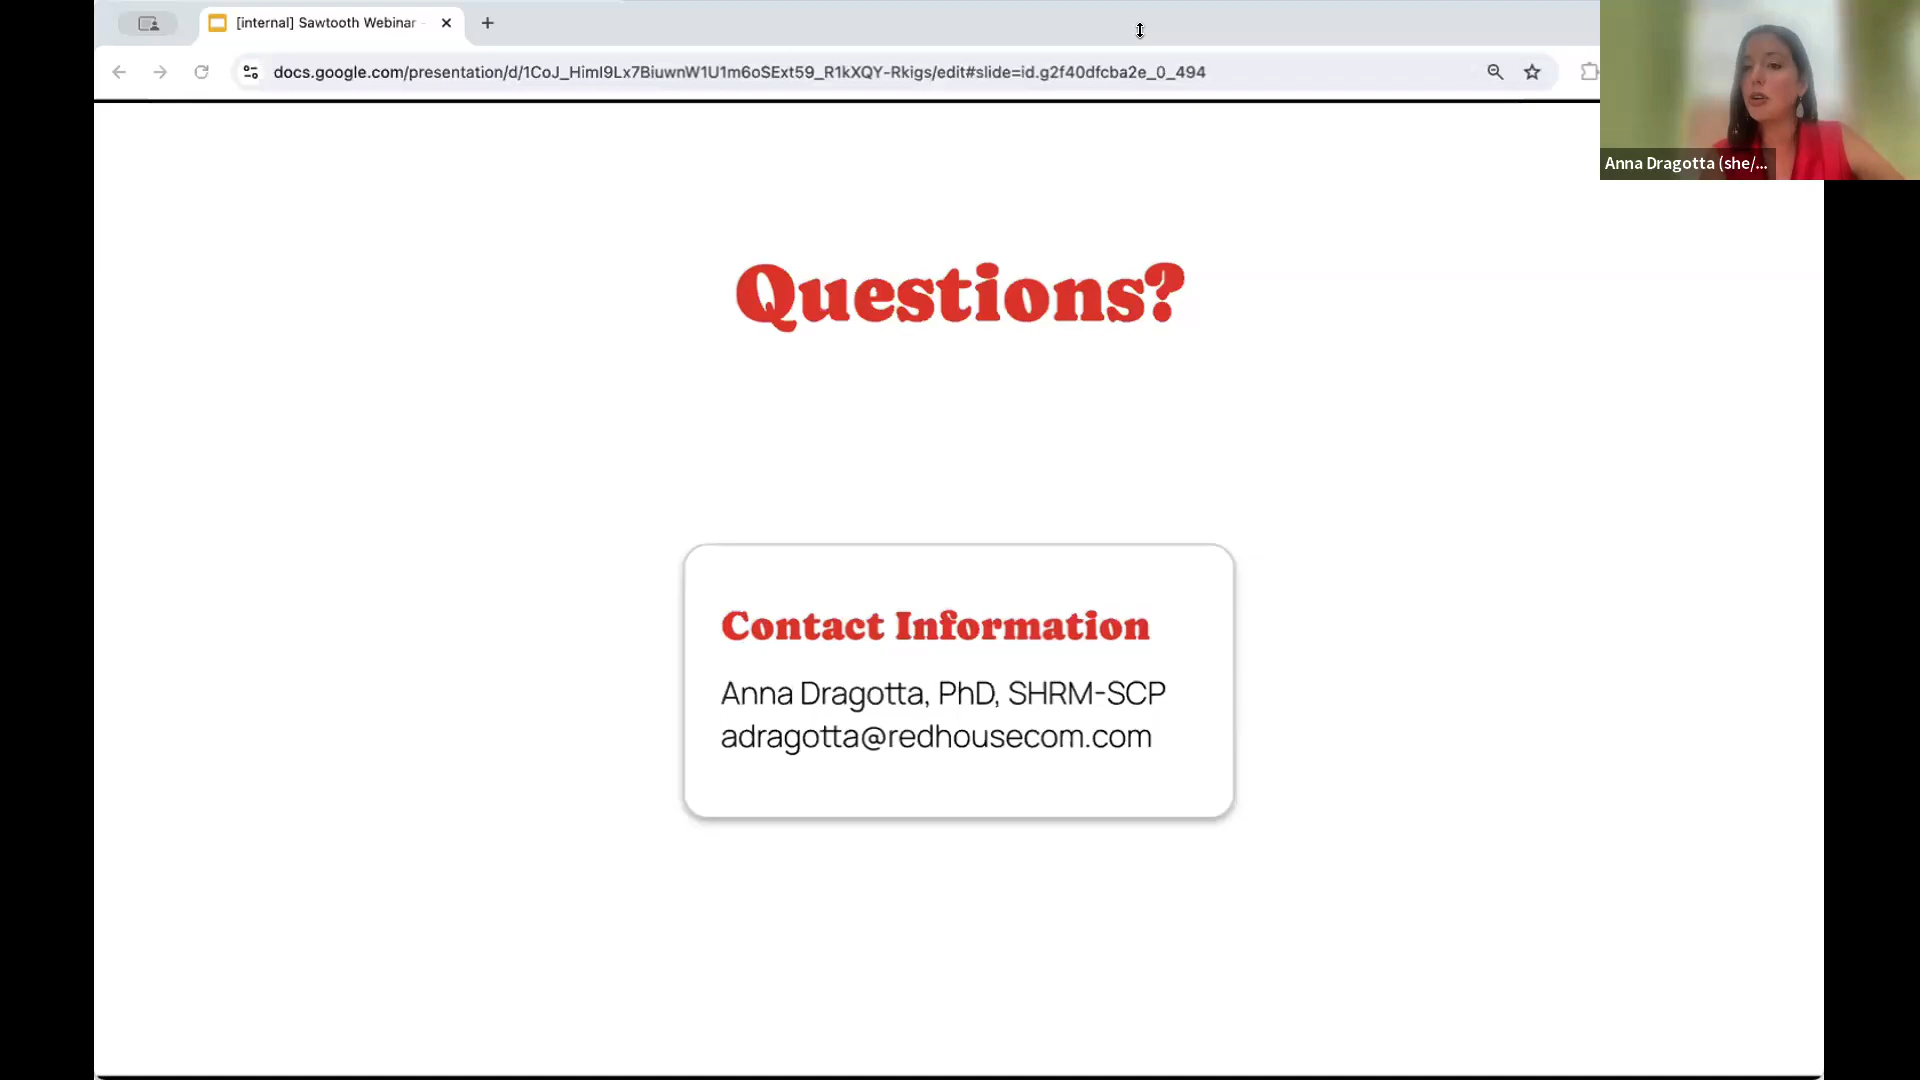 [internal] Sawtooth Webinar
docs.google.com/presentation/d/1CoJ_HimI9Lx7BiuwnW1U1m6oSExt59_R1kXQY-Rkigs/edit#slide=id.g2f40dfcba2e_0_494
Anna Dragotta (she/...
Questions?
Contact Information
Anna Dragotta, PhD, SHRM-SCP
adragotta@redhousecom.com